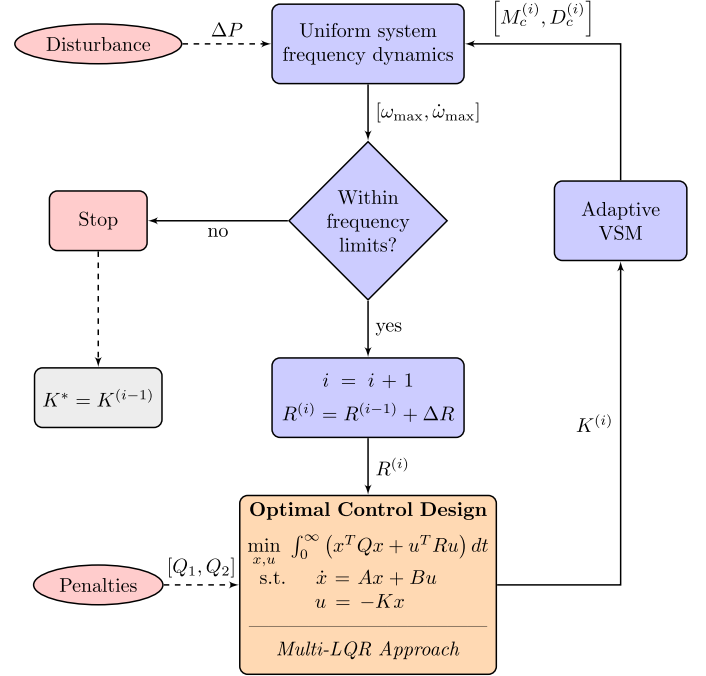 [M_c^{(i)}, D_c^{(i)}]
Disturbance
ΔP
Uniform system
frequency dynamics
[ω_max, ω̇_max]
Within
frequency
limits?
no
Stop
yes
Adaptive
VSM
i = i + 1
R^{(i)} = R^{(i−1)} + ΔR
K* = K^{(i−1)}
K^{(i)}
R^{(i)}
Optimal Control Design
min_{x,u} ∫_0^∞ (x^T Qx + u^T Ru) dt
s.t. ẋ = Ax + Bu
u = −Kx
Multi-LQR Approach
[Q_1, Q_2]
Penalties